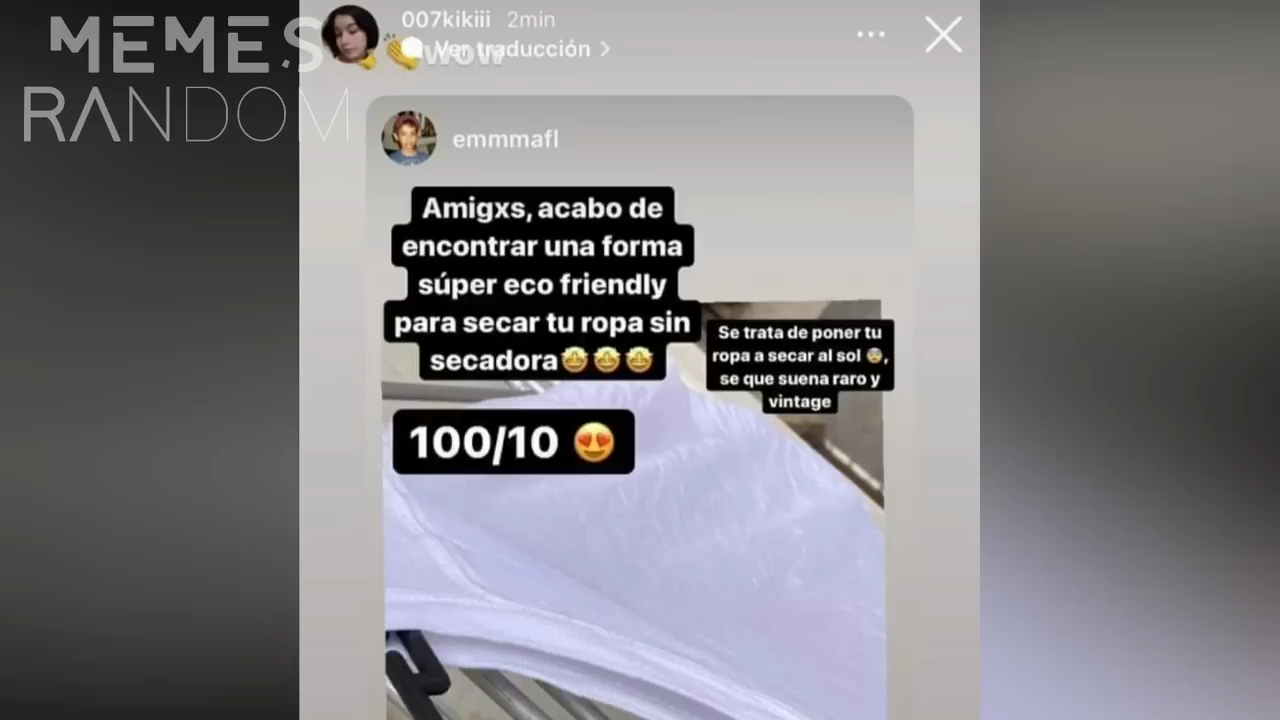 MEMES
RANDOM
007kikiii 2min
Ver traducción >
👏 wow
emmmafl
Amigxs, acabo de
encontrar una forma
súper eco friendly
para secar tu ropa sin
secadora🤩🤩🤩
Se trata de poner tu
ropa a secar al sol 😨,
se que suena raro y
vintage
100/10 😍